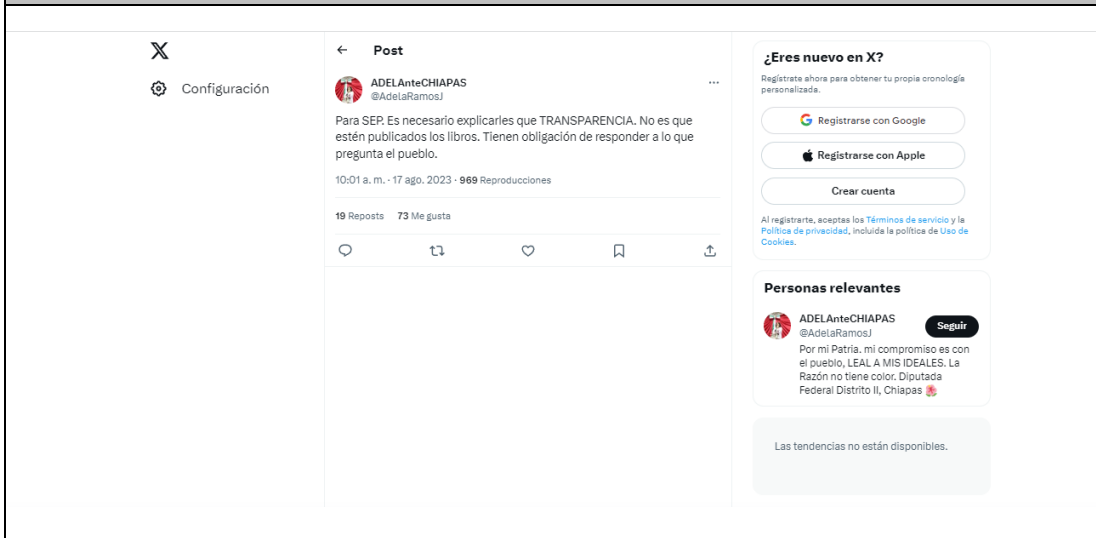 Configuración
Post
ADELAnteCHIAPAS
@AdelaRamosJ
Para SEP. Es necesario explicarles que TRANSPARENCIA. No es que
estén publicados los libros. Tienen obligación de responder a lo que
pregunta el pueblo.
10:01 a. m. · 17 ago. 2023 · 969 Reproducciones
19 Reposts 73 Me gusta
¿Eres nuevo en X?
Regístrate ahora para obtener tu propia cronología
personalizada.
Registrarse con Google
Registrarse con Apple
Crear cuenta
Al registrarte, aceptas los Términos de servicio y la
Política de privacidad, incluida la política de Uso de
Cookies.
Personas relevantes
ADELAnteCHIAPAS
@AdelaRamosJ
Seguir
Por mi Patria. mi compromiso es con
el pueblo, LEAL A MIS IDEALES. La
Razón no tiene color. Diputada
Federal Distrito II, Chiapas 🌺
Las tendencias no están disponibles.